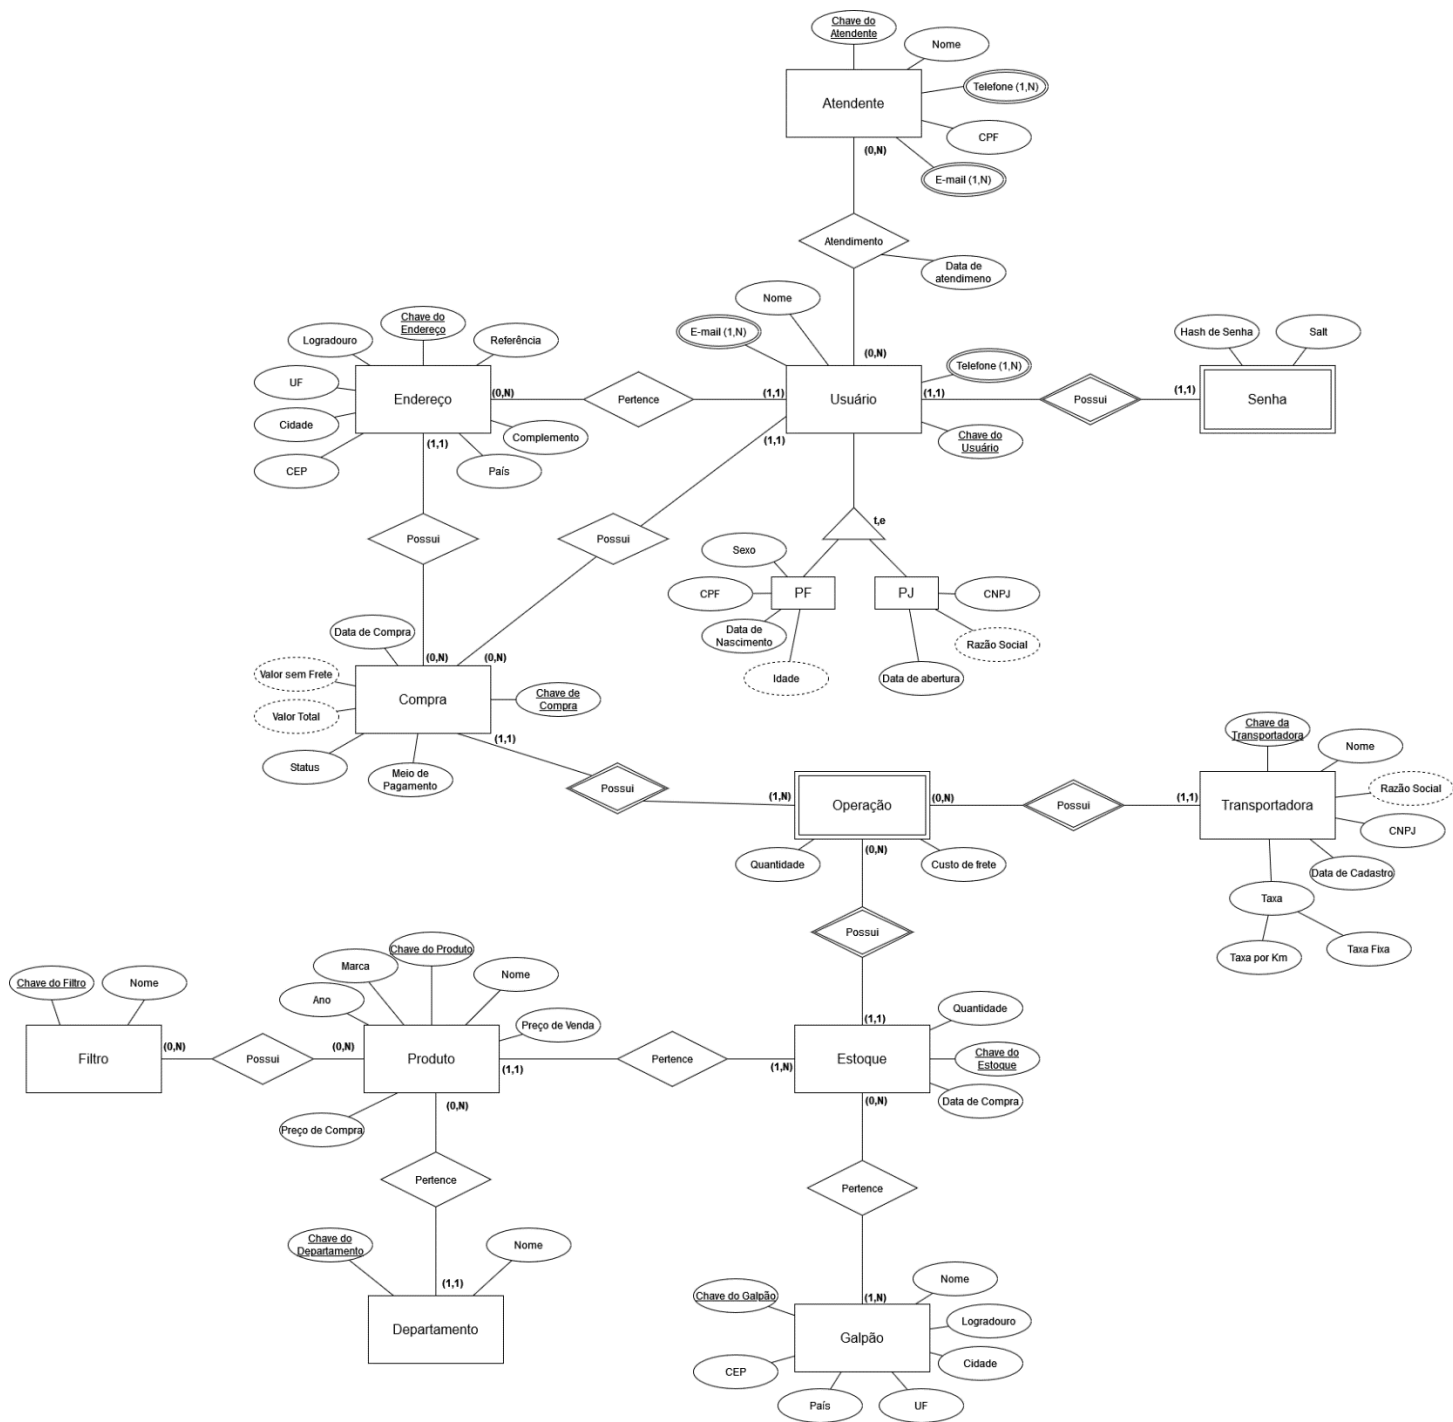 Chave do
Atendente
Nome
Telefone (1,N)
Atendente
CPF
(0,N)
E-mail (1,N)
Atendimento
Data de
atendimeno
Nome
E-mail (1,N)
Chave do
Endereço
Logradouro
Referência
UF
Endereço
(0,N)
Cidade
Complemento
CEP
(1,1)
País
Pertence
(1,1)
(0,N)
Usuário
Telefone (1,N)
(1,1)
Chave do
Usuário
(1,1)
Possui
Hash de Senha
Salt
(1,1)
Senha
Possui
Possui
t,e
Sexo
CPF
PF
Data de
Nascimento
Idade
PJ
CNPJ
Razão Social
Data de abertura
Data de Compra
(0,N)
(0,N)
Valor sem Frete
Compra
Chave de
Compra
Valor Total
Status
Meio de
Pagamento
(1,1)
Possui
(1,N)
Operação
(0,N)
Quantidade
(0,N)
Custo de frete
Possui
(1,1)
Chave da
Transportadora
Nome
Razão Social
Transportadora
CNPJ
Data de Cadastro
Taxa
Taxa por Km
Taxa Fixa
Possui
Chave do Filtro
Nome
Filtro
(0,N)
Possui
(0,N)
Chave do Produto
Marca
Nome
Ano
Preço de Venda
Produto
(1,1)
Preço de Compra
(0,N)
Pertence
(1,N)
(1,1)
Quantidade
Estoque
Chave do
Estoque
Data de Compra
(0,N)
Pertence
Pertence
Chave do
Departamento
Nome
(1,1)
Departamento
Chave do Galpão
(1,N)
Nome
Logradouro
Galpão
Cidade
CEP
País
UF